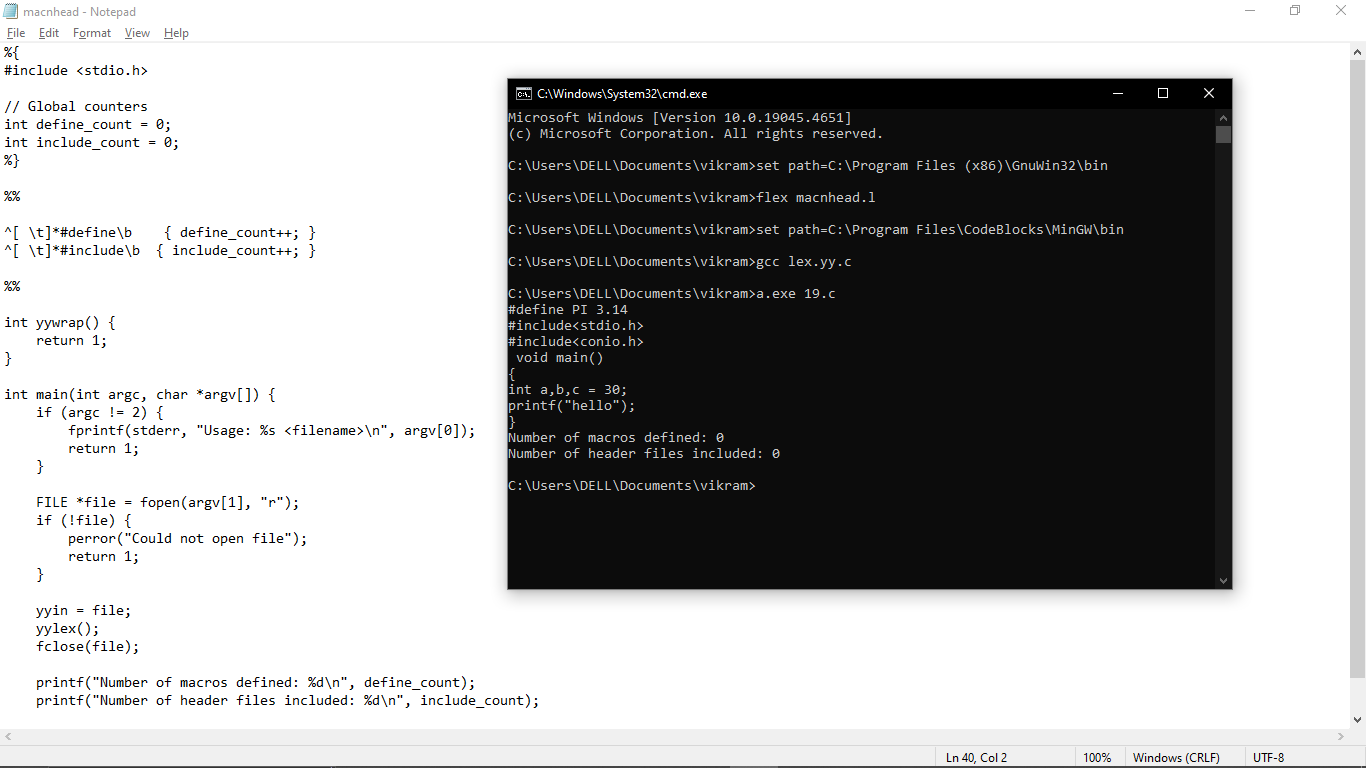 macnhead - Notepad
File Edit Format View Help
%{
#include <stdio.h>
// Global counters
int define_count = 0;
int include_count = 0;
%}
%%
^[ \t]*#define\b    { define_count++; }
^[ \t]*#include\b  { include_count++; }
%%
int yywrap() {
    return 1;
}
int main(int argc, char *argv[]) {
    if (argc != 2) {
        fprintf(stderr, "Usage: %s <filename>\n", argv[0]);
        return 1;
    }
    FILE *file = fopen(argv[1], "r");
    if (!file) {
        perror("Could not open file");
        return 1;
    }
    yyin = file;
    yylex();
    fclose(file);
    printf("Number of macros defined: %d\n", define_count);
    printf("Number of header files included: %d\n", include_count);
C:\Windows\System32\cmd.exe
Microsoft Windows [Version 10.0.19045.4651]
(c) Microsoft Corporation. All rights reserved.
C:\Users\DELL\Documents\vikram>set path=C:\Program Files (x86)\GnuWin32\bin
C:\Users\DELL\Documents\vikram>flex macnhead.l
C:\Users\DELL\Documents\vikram>set path=C:\Program Files\CodeBlocks\MinGW\bin
C:\Users\DELL\Documents\vikram>gcc lex.yy.c
C:\Users\DELL\Documents\vikram>a.exe 19.c
#define PI 3.14
#include<stdio.h>
#include<conio.h>
 void main()
{
int a,b,c = 30;
printf("hello");
}
Number of macros defined: 0
Number of header files included: 0
C:\Users\DELL\Documents\vikram>
Ln 40, Col 2 100% Windows (CRLF) UTF-8